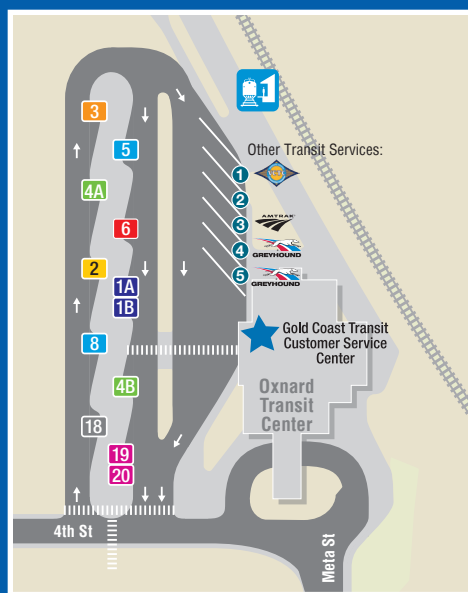 Other Transit Services:
1
2
3
AMTRAK
4
GREYHOUND
5
GREYHOUND
3
5
4A
6
2
1A
1B
8
4B
18
19
20
Gold Coast Transit
Customer Service
Center
Oxnard
Transit
Center
4th St
Meta St